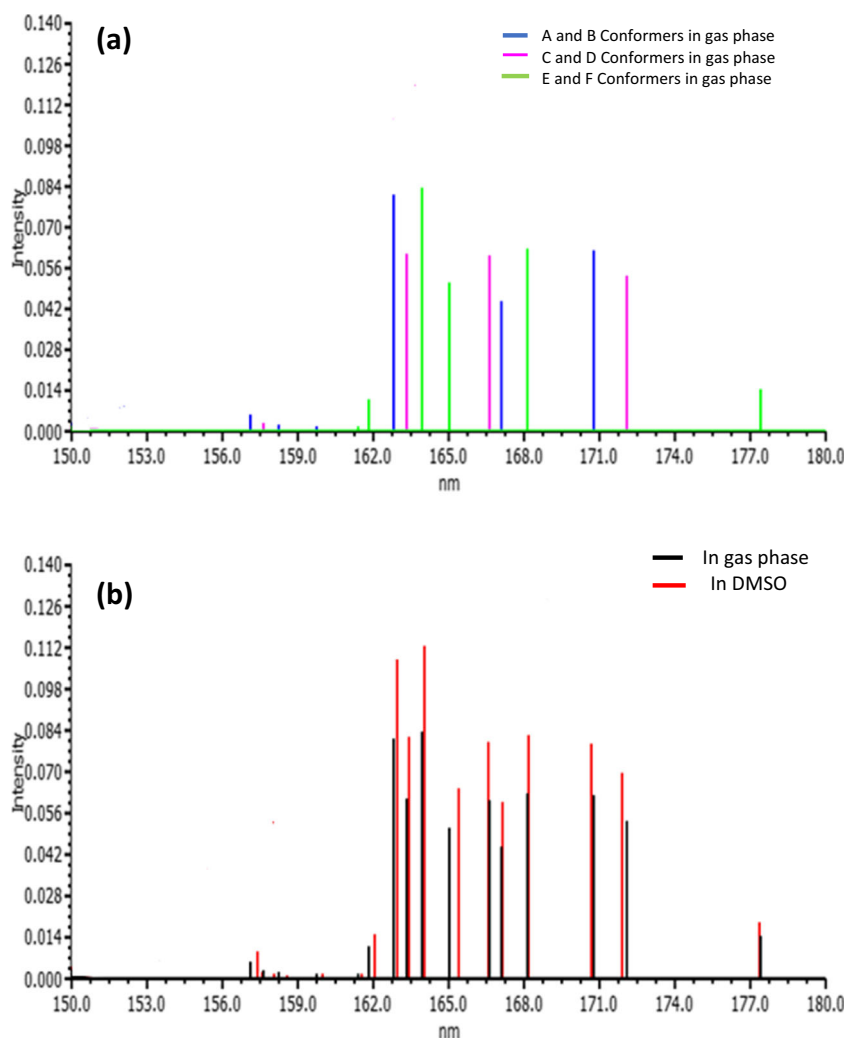 (a)
A and B Conformers in gas phase
C and D Conformers in gas phase
E and F Conformers in gas phase
0.140
0.126
0.112
0.098
0.084
0.070
0.056
0.042
0.028
0.014
0.000
Intensity
150.0 153.0 156.0 159.0 162.0 165.0 168.0 171.0 174.0 177.0 180.0
nm
(b)
In gas phase
In DMSO
0.140
0.126
0.112
0.098
0.084
0.070
0.056
0.042
0.028
0.014
0.000
Intensity
150.0 153.0 156.0 159.0 162.0 165.0 168.0 171.0 174.0 177.0 180.0
nm